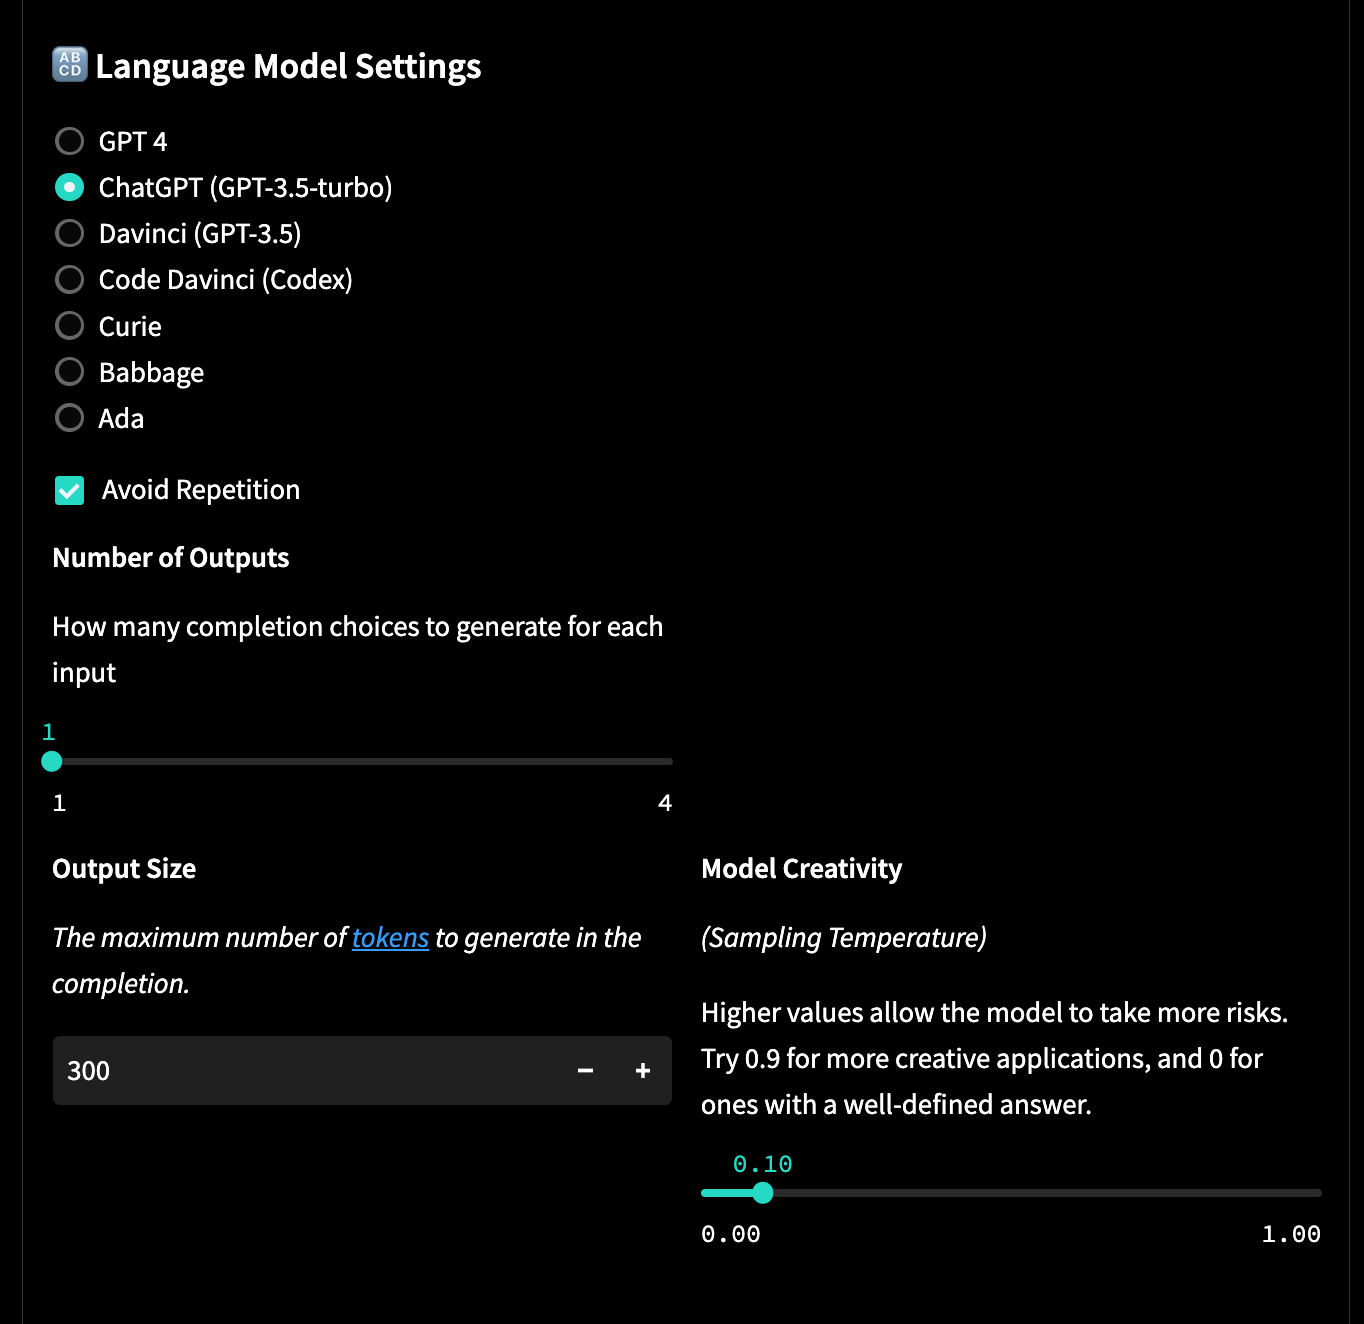 🔠 Language Model Settings
GPT 4
ChatGPT (GPT-3.5-turbo)
Davinci (GPT-3.5)
Code Davinci (Codex)
Curie
Babbage
Ada
Avoid Repetition
Number of Outputs
How many completion choices to generate for each
input
1
1
4
Output Size
The maximum number of tokens to generate in the
completion.
300
− +
Model Creativity
(Sampling Temperature)
Higher values allow the model to take more risks.
Try 0.9 for more creative applications, and 0 for
ones with a well-defined answer.
0.10
0.00
1.00